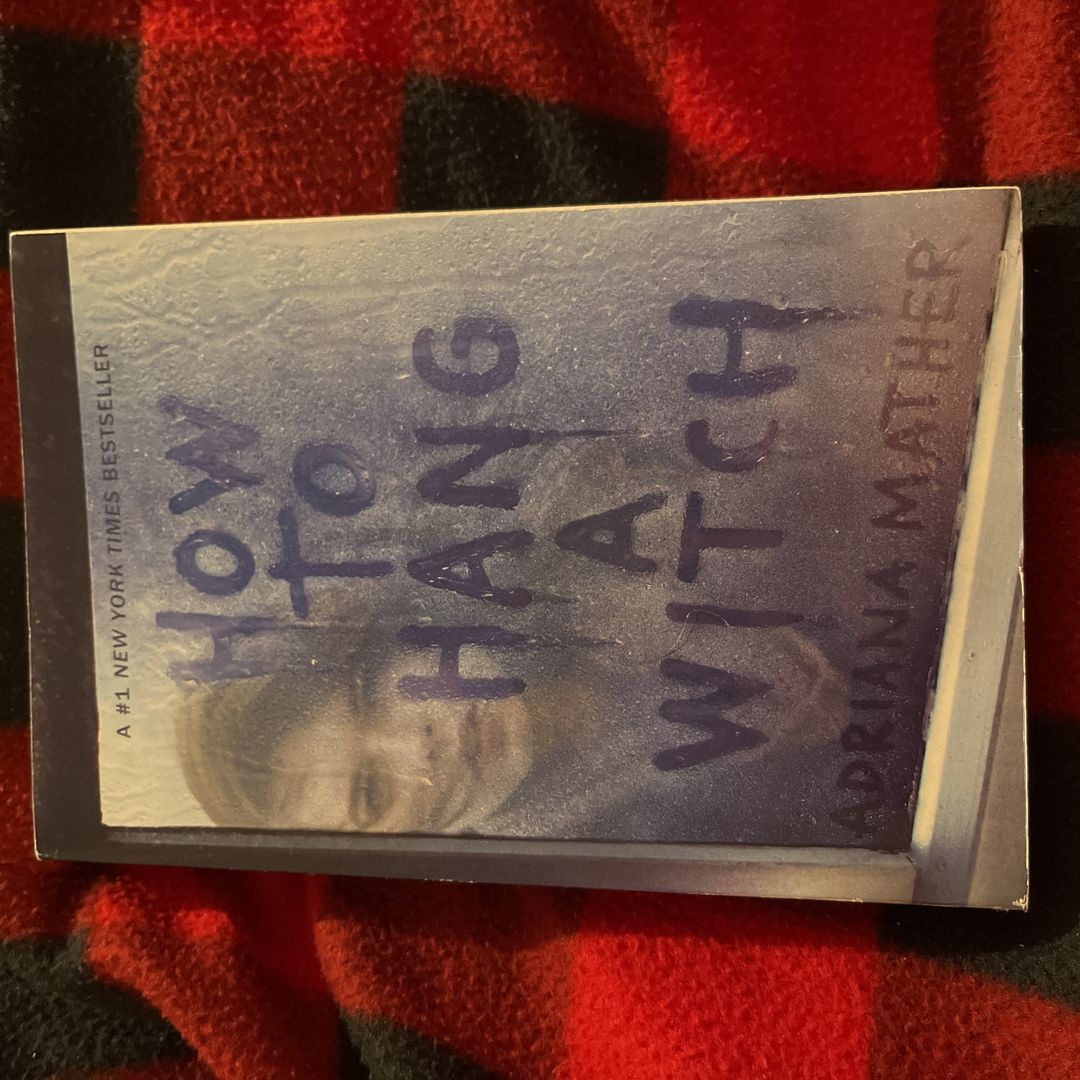 A #1 NEW YORK TIMES BESTSELLER
HOW
TO
HANG
A
WITCH
ADRIANA MATHER